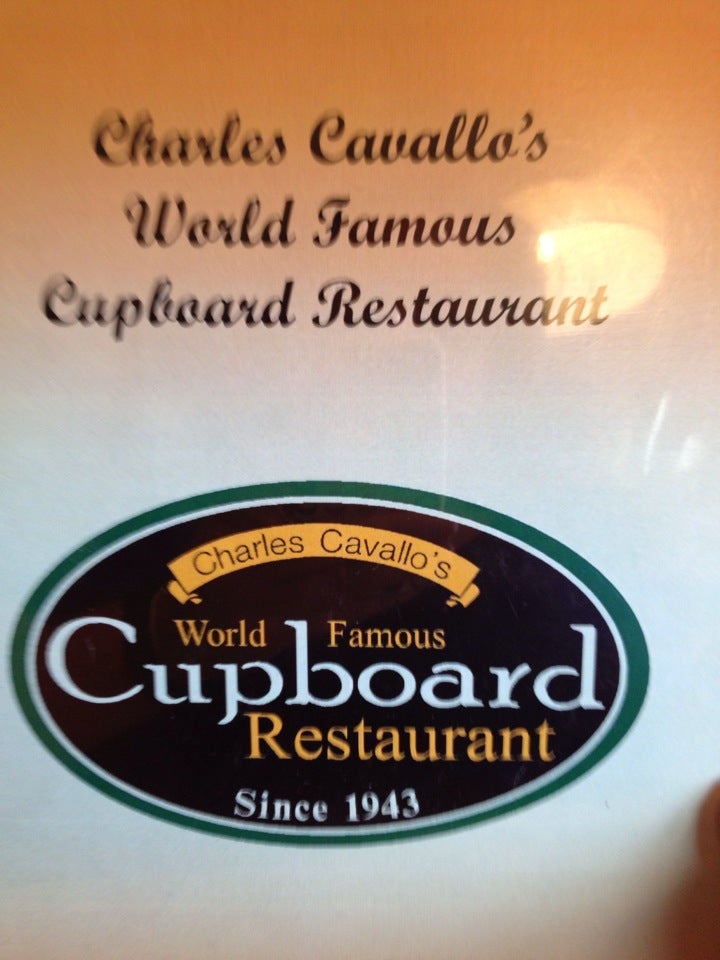 Charles Cavallo's
World Famous
Cupboard Restaurant
Charles Cavallo's
World Famous
Cupboard
Restaurant
Since 1943